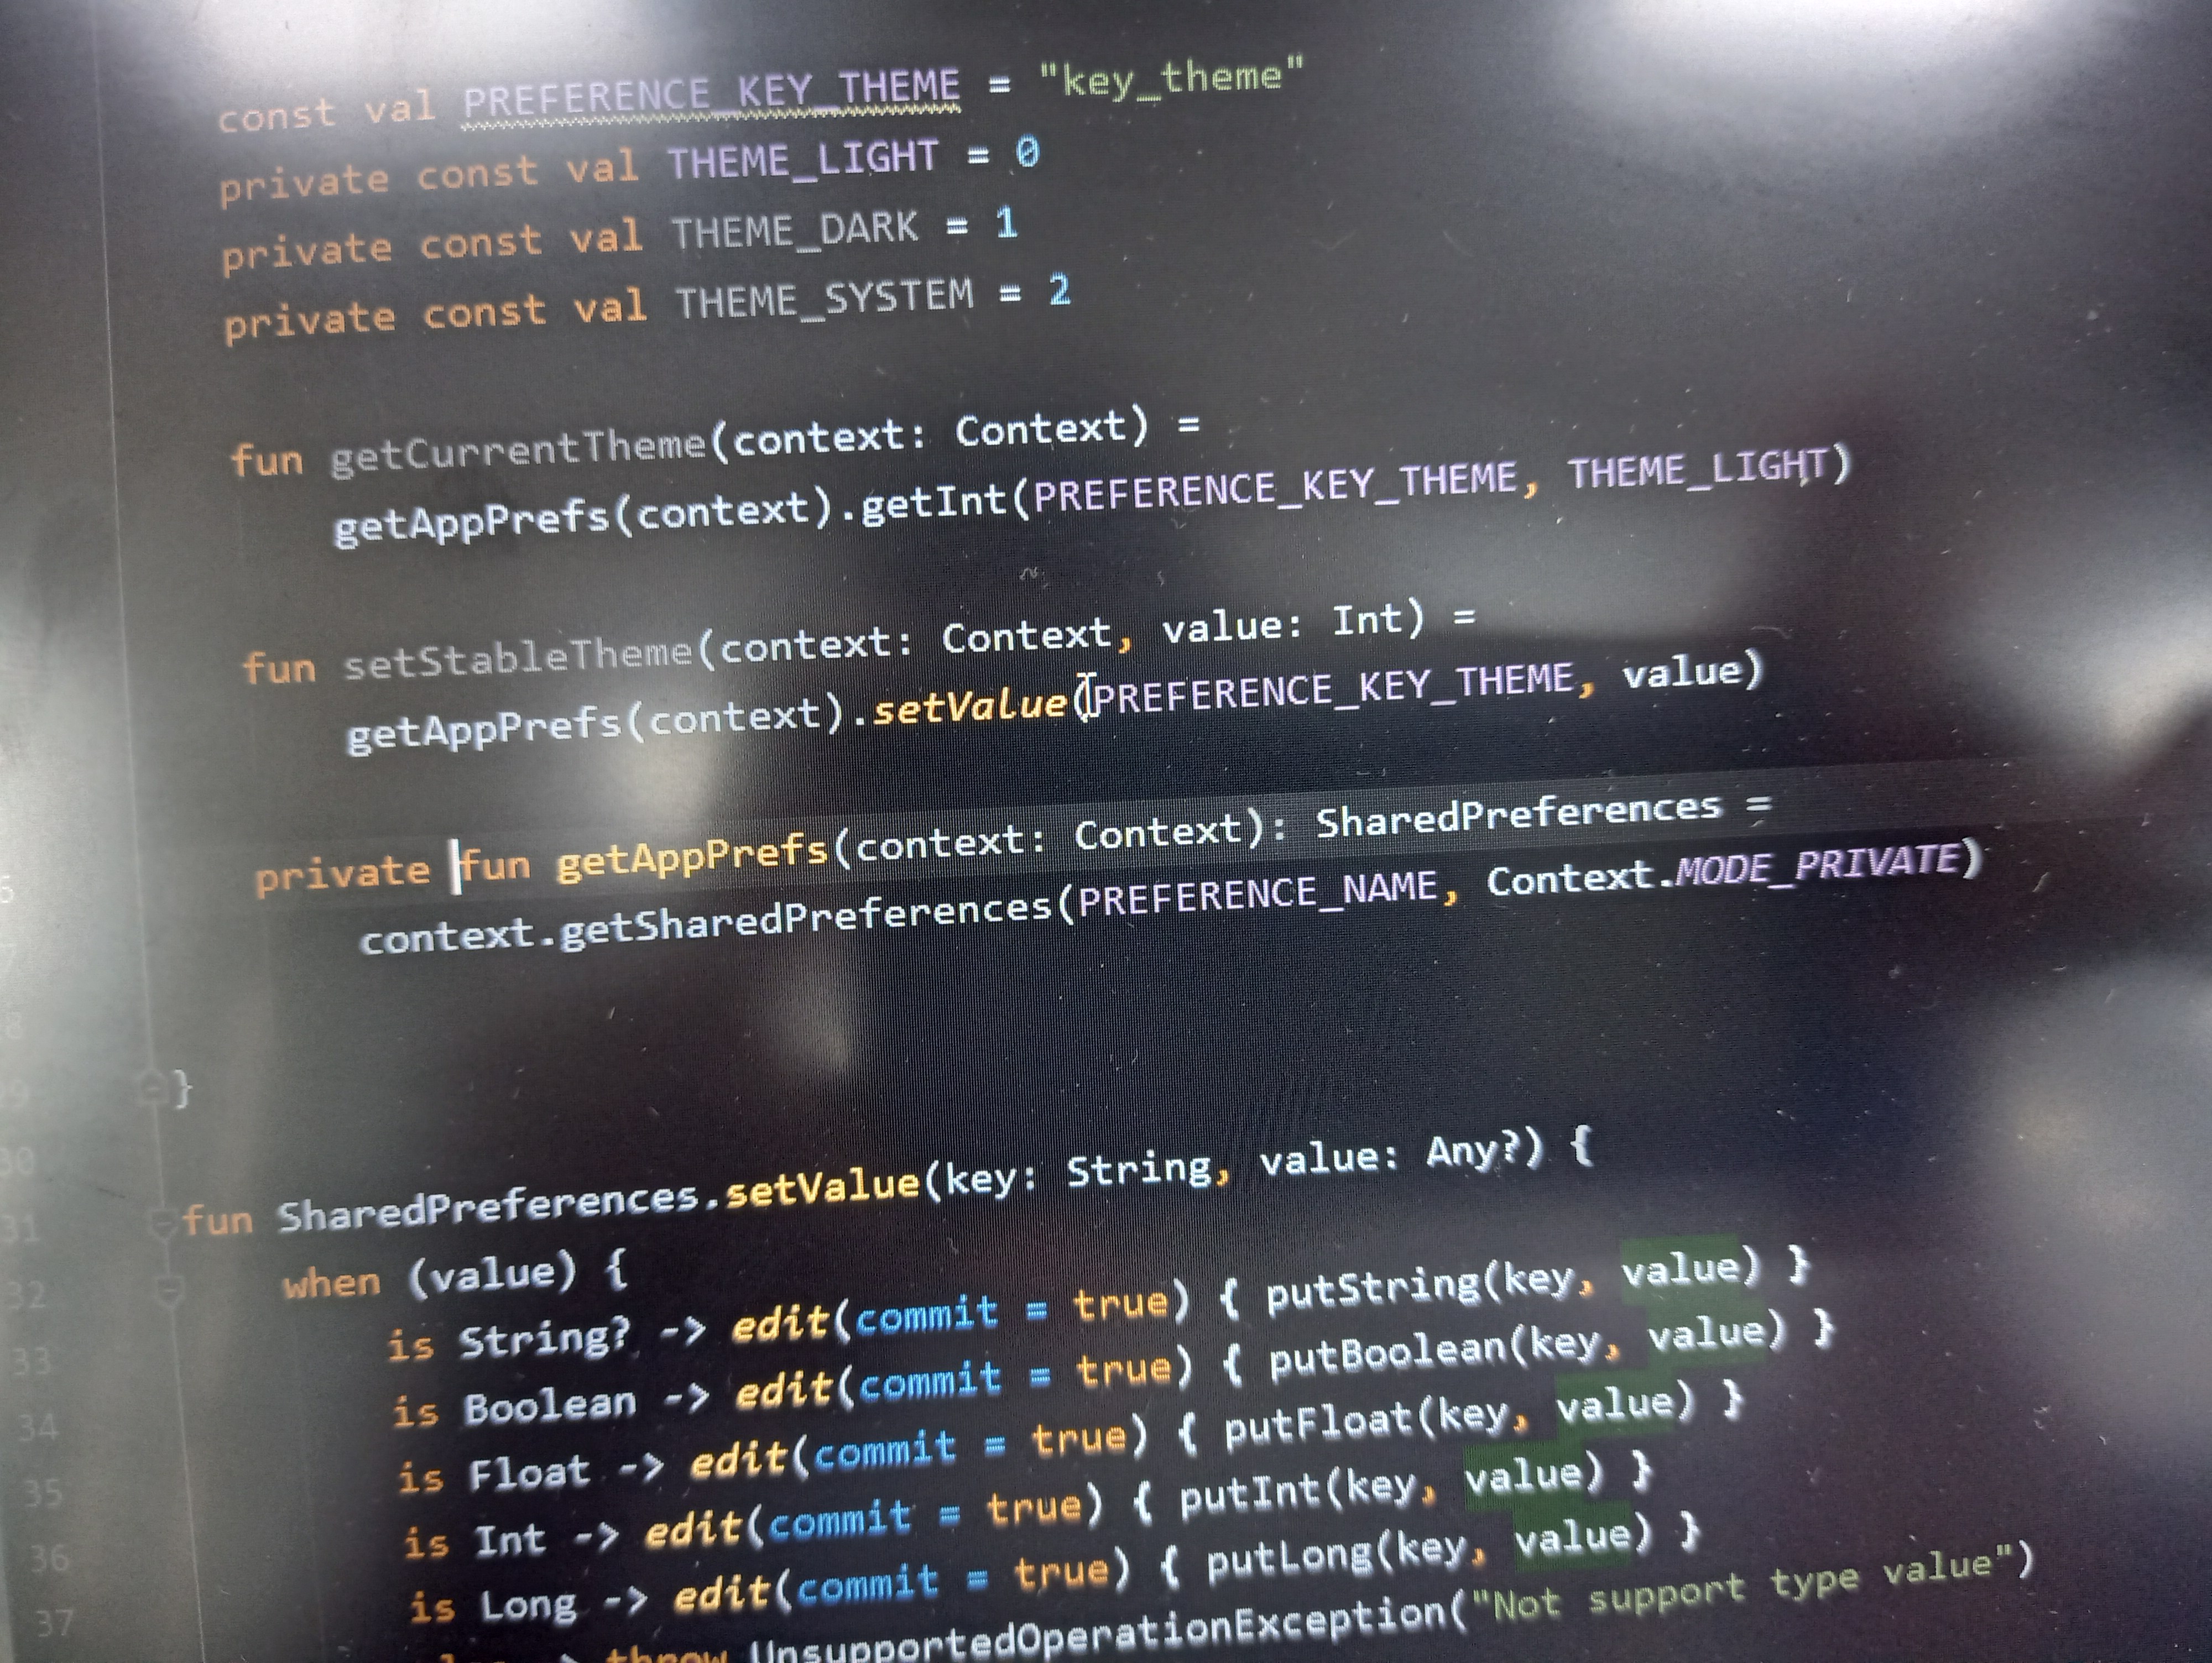 const val PREFERENCE_KEY_THEME = "key_theme"
private const val THEME_LIGHT = 0
private const val THEME_DARK = 1
private const val THEME_SYSTEM = 2
fun getCurrentTheme(context: Context) =
getAppPrefs(context).getInt(PREFERENCE_KEY_THEME, THEME_LIGHT)
fun setStableTheme(context: Context, value: Int) =
getAppPrefs(context).setValue(PREFERENCE_KEY_THEME, value)
private fun getAppPrefs(context: Context): SharedPreferences =
context.getSharedPreferences(PREFERENCE_NAME, Context.MODE_PRIVATE)
}
30
31 fun SharedPreferences.setValue(key: String, value: Any?) {
32 when (value) {
33 is String? -> edit(commit = true) { putString(key, value) }
34 is Boolean -> edit(commit = true) { putBoolean(key, value) }
35 is Float -> edit(commit = true) { putFloat(key, value) }
36 is Int -> edit(commit = true) { putInt(key, value) }
37 is Long -> edit(commit = true) { putLong(key, value) }
throw UnsupportedOperationException("Not support type value")